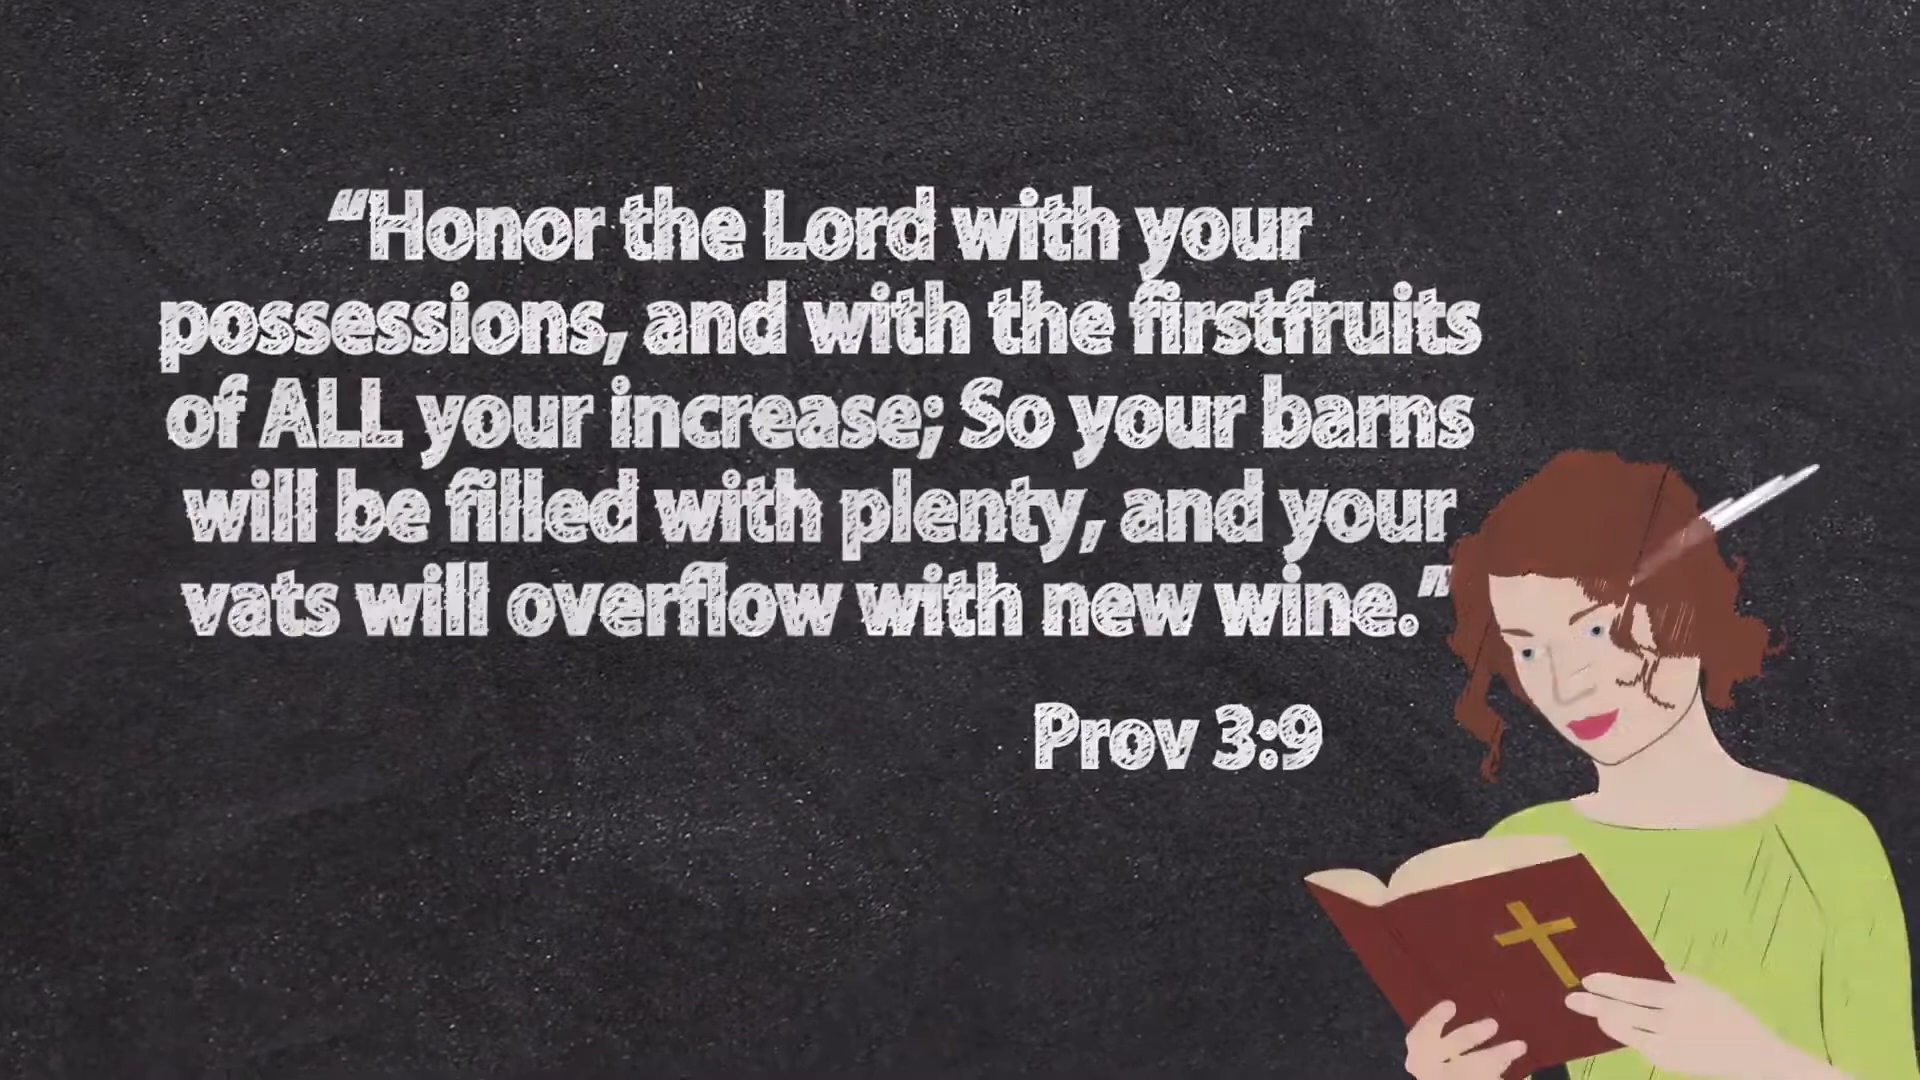 “Honor the Lord with your
possessions, and with the firstfruits
of ALL your increase; So your barns
will be filled with plenty, and your
vats will overflow with new wine.”
Prov 3:9